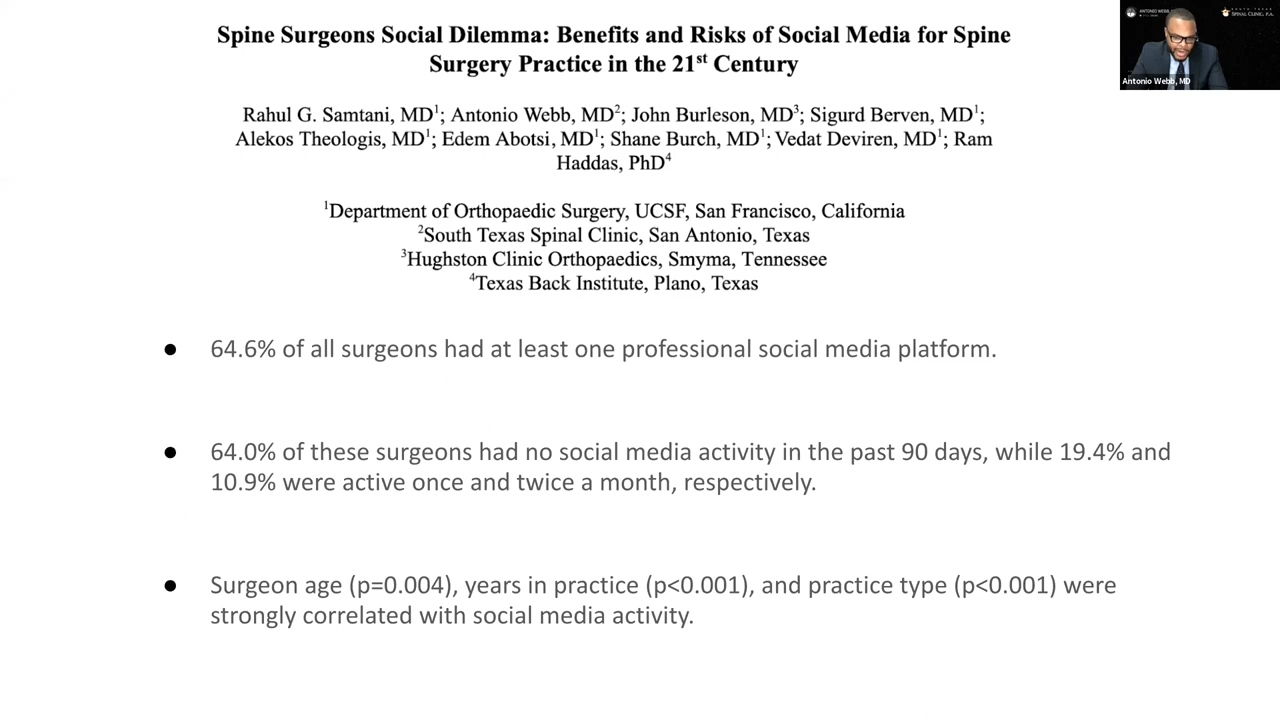 Spine Surgeons Social Dilemma: Benefits and Risks of Social Media for Spine
Surgery Practice in the 21st Century
Rahul G. Samtani, MD1; Antonio Webb, MD2; John Burleson, MD3; Sigurd Berven, MD1;
Alekos Theologis, MD1; Edem Abotsi, MD1; Shane Burch, MD1; Vedat Deviren, MD1; Ram
Haddas, PhD4
1Department of Orthopaedic Surgery, UCSF, San Francisco, California
2South Texas Spinal Clinic, San Antonio, Texas
3Hughston Clinic Orthopaedics, Smyma, Tennessee
4Texas Back Institute, Plano, Texas
● 64.6% of all surgeons had at least one professional social media platform.
● 64.0% of these surgeons had no social media activity in the past 90 days, while 19.4% and
10.9% were active once and twice a month, respectively.
● Surgeon age (p=0.004), years in practice (p<0.001), and practice type (p<0.001) were
strongly correlated with social media activity.
ANTONIO WEBB
SPINAL CLINIC, P.A.
Antonio Webb, MD